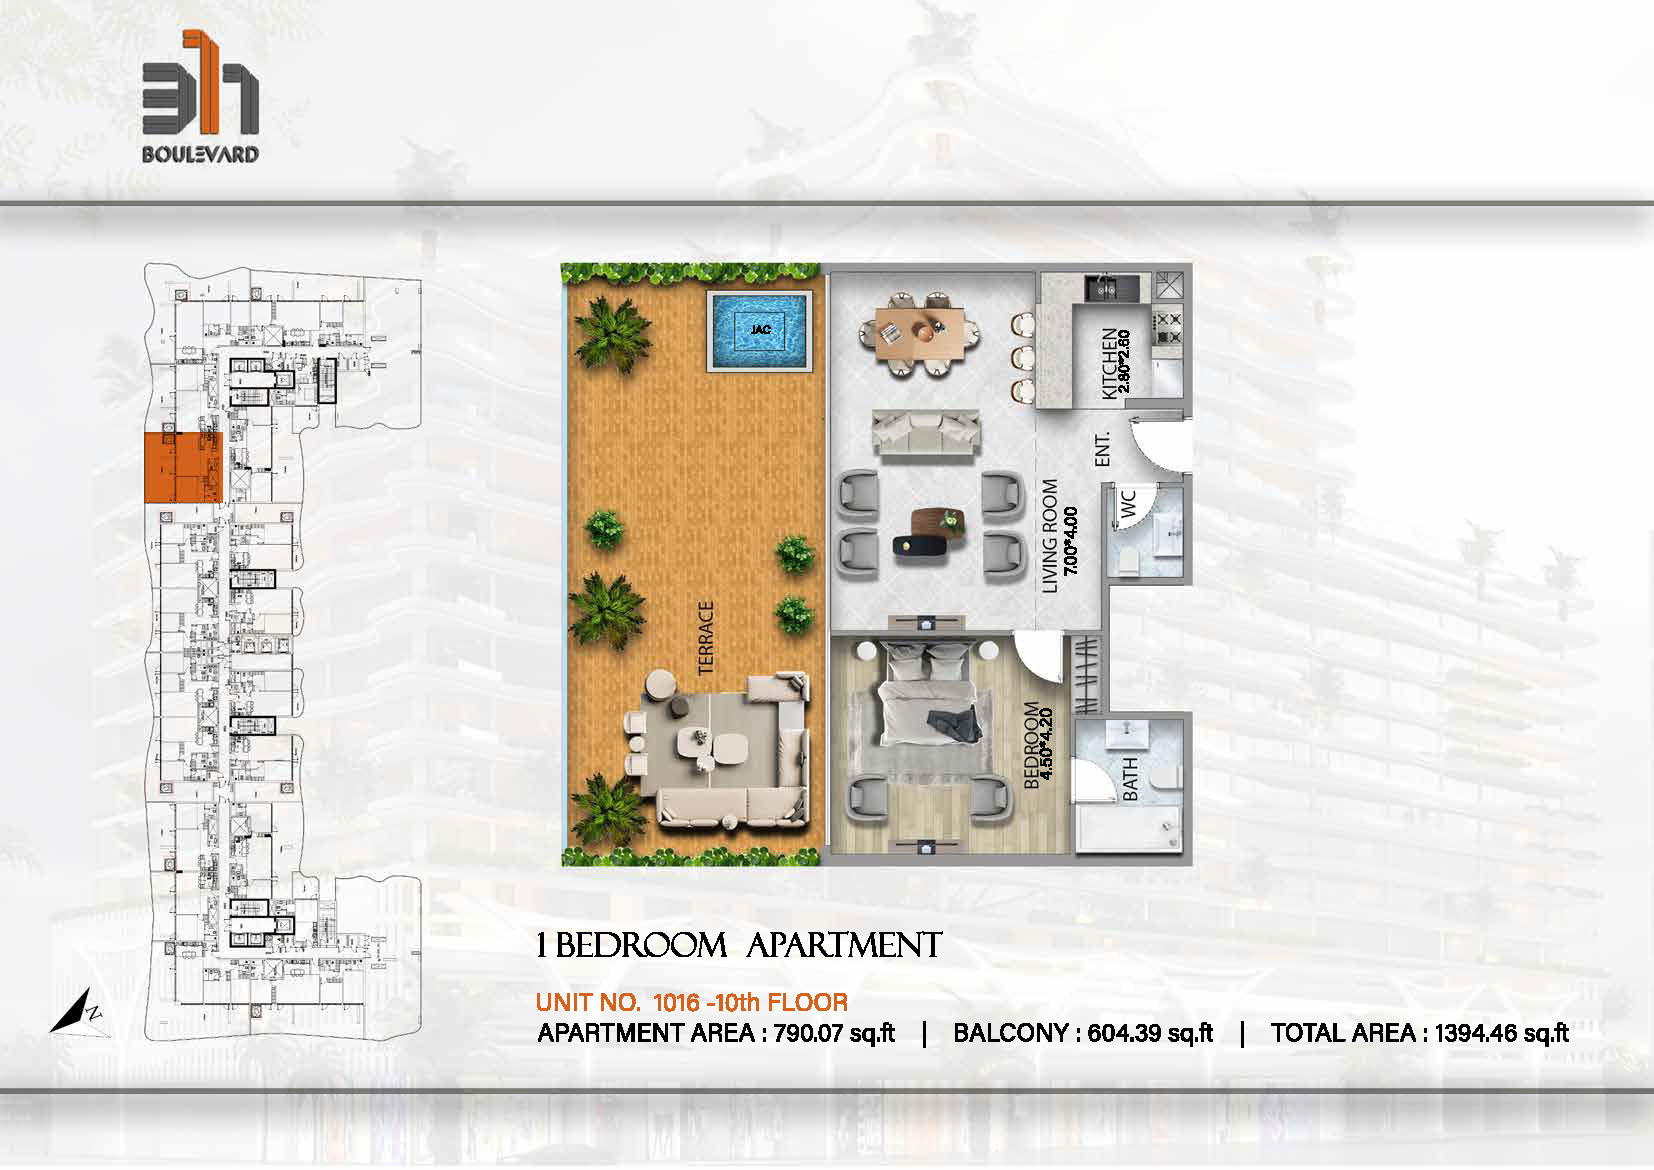 311
BOULEVARD
JAC
KITCHEN
2.80*2.60
ENT.
WC
LIVING ROOM
7.00*4.00
TERRACE
BEDROOM
4.50*4.20
BATH
N
1 BEDROOM APARTMENT
UNIT NO. 1016 -10th FLOOR
APARTMENT AREA : 790.07 sq.ft | BALCONY : 604.39 sq.ft | TOTAL AREA : 1394.46 sq.ft